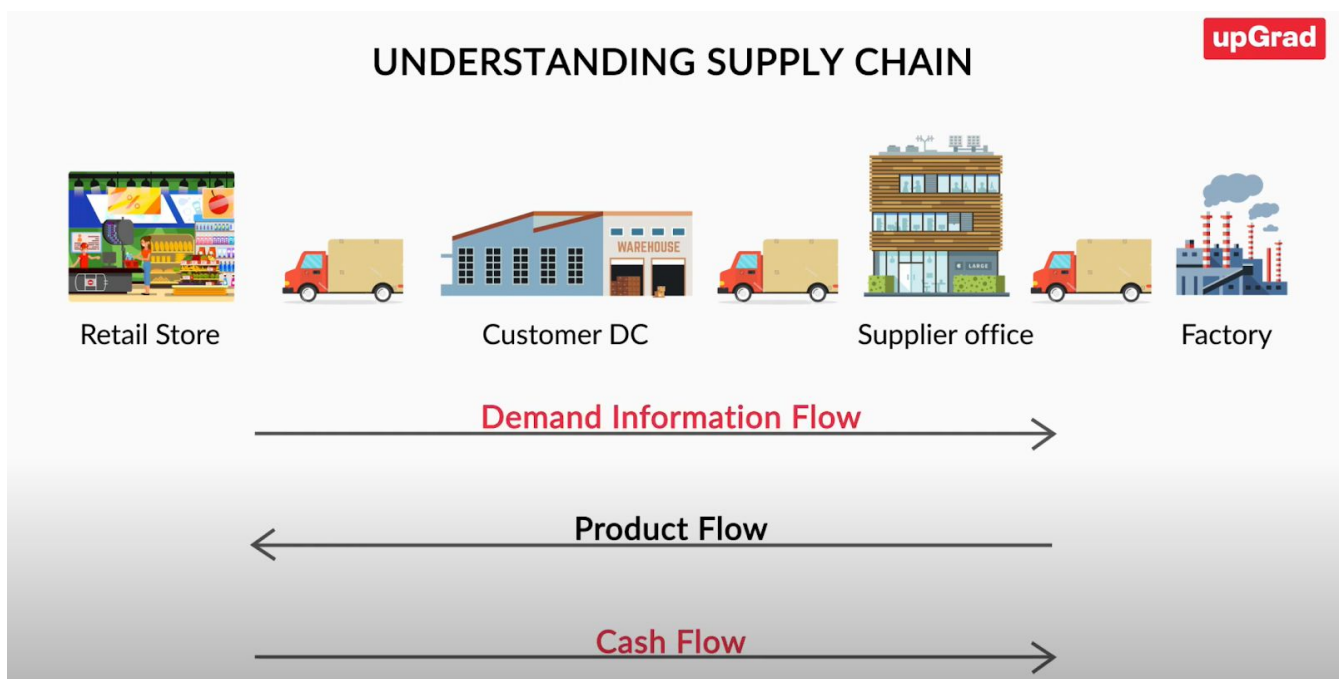 upGrad
UNDERSTANDING SUPPLY CHAIN
%
WAREHOUSE
LARGE
Retail Store
Customer DC
Supplier office
Factory
Demand Information Flow
Product Flow
Cash Flow